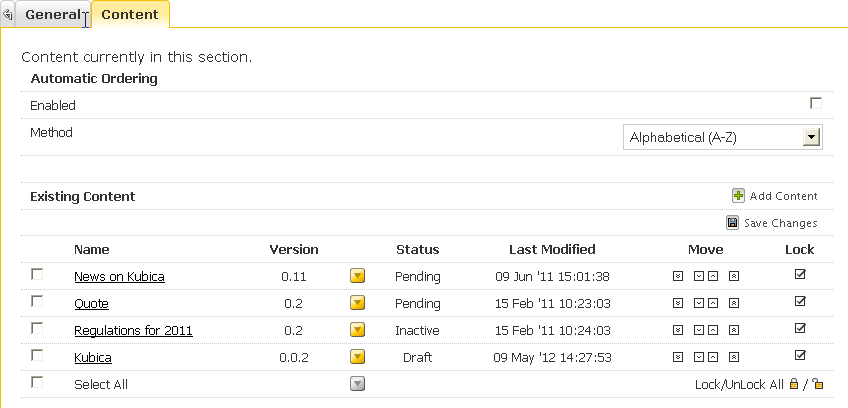 General Content
Content currently in this section.
Automatic Ordering
Enabled
Method Alphabetical (A-Z)
Existing Content Add Content
Save Changes
Name Version Status Last Modified Move Lock
News on Kubica 0.11 Pending 09 Jun '11 15:01:38
Quote 0.2 Pending 15 Feb '11 10:23:03
Regulations for 2011 0.2 Inactive 15 Feb '11 10:24:03
Kubica 0.0.2 Draft 09 May '12 14:27:53
Select All Lock/UnLock All /